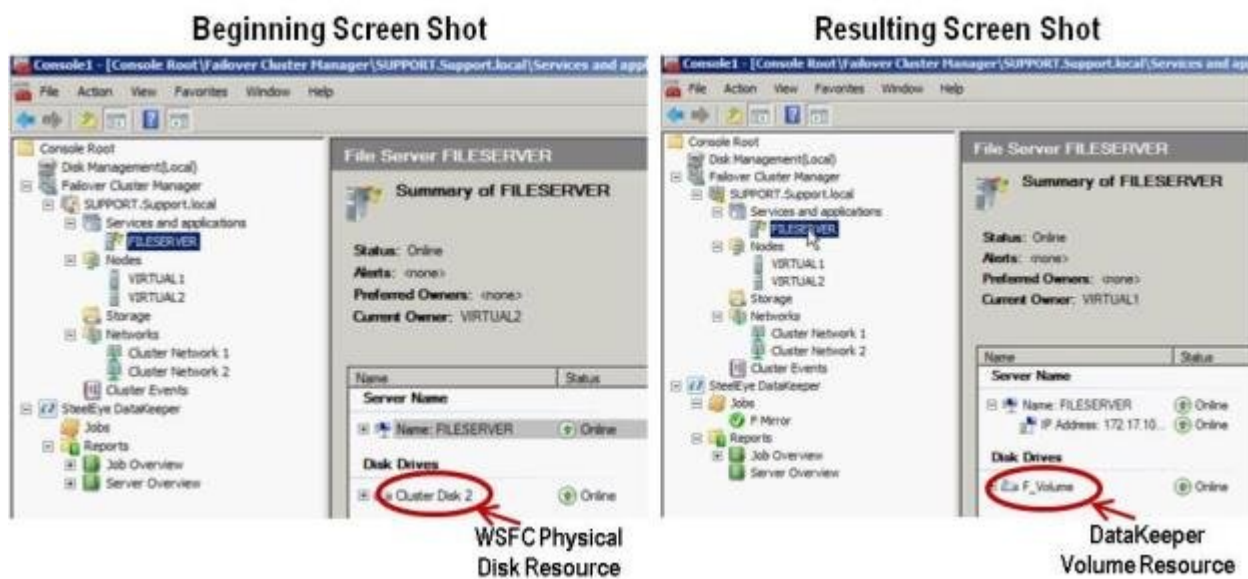 Beginning Screen Shot
Console1 - [Console Root\Failover Cluster Manager\SUPPORT.Support.local\Services and app
File Action View Favorites Window Help
Console Root
Disk Management(Local)
Failover Cluster Manager
SUPPORT.Support.local
Services and applications
FILESERVER
Nodes
VIRTUAL1
VIRTUAL2
Storage
Networks
Cluster Network 1
Cluster Network 2
Cluster Events
SteelEye DataKeeper
Jobs
Reports
Job Overview
Server Overview
File Server FILESERVER
Summary of FILESERVER
Status: Online
Alerts: <none>
Preferred Owners: <none>
Current Owner: VIRTUAL2
Name Status
Server Name
Name: FILESERVER Online
Disk Drives
Cluster Disk 2 Online
WSFC Physical
Disk Resource
Resulting Screen Shot
Console1 - [Console Root\Failover Cluster Manager\SUPPORT.Support.local\Services and ap
File Action View Favorites Window Help
Console Root
Disk Management(Local)
Failover Cluster Manager
SUPPORT.Support.local
Services and applications
FILESERVER
Nodes
VIRTUAL1
VIRTUAL2
Storage
Networks
Cluster Network 1
Cluster Network 2
Cluster Events
SteelEye DataKeeper
Jobs
F Mirror
Reports
Job Overview
Server Overview
File Server FILESERVER
Summary of FILESERVER
Status: Online
Alerts: <none>
Preferred Owners: <none>
Current Owner: VIRTUAL1
Name Status
Server Name
Name: FILESERVER Online
IP Address: 172.17.10... Online
Disk Drives
F_Volume Online
DataKeeper
Volume Resource